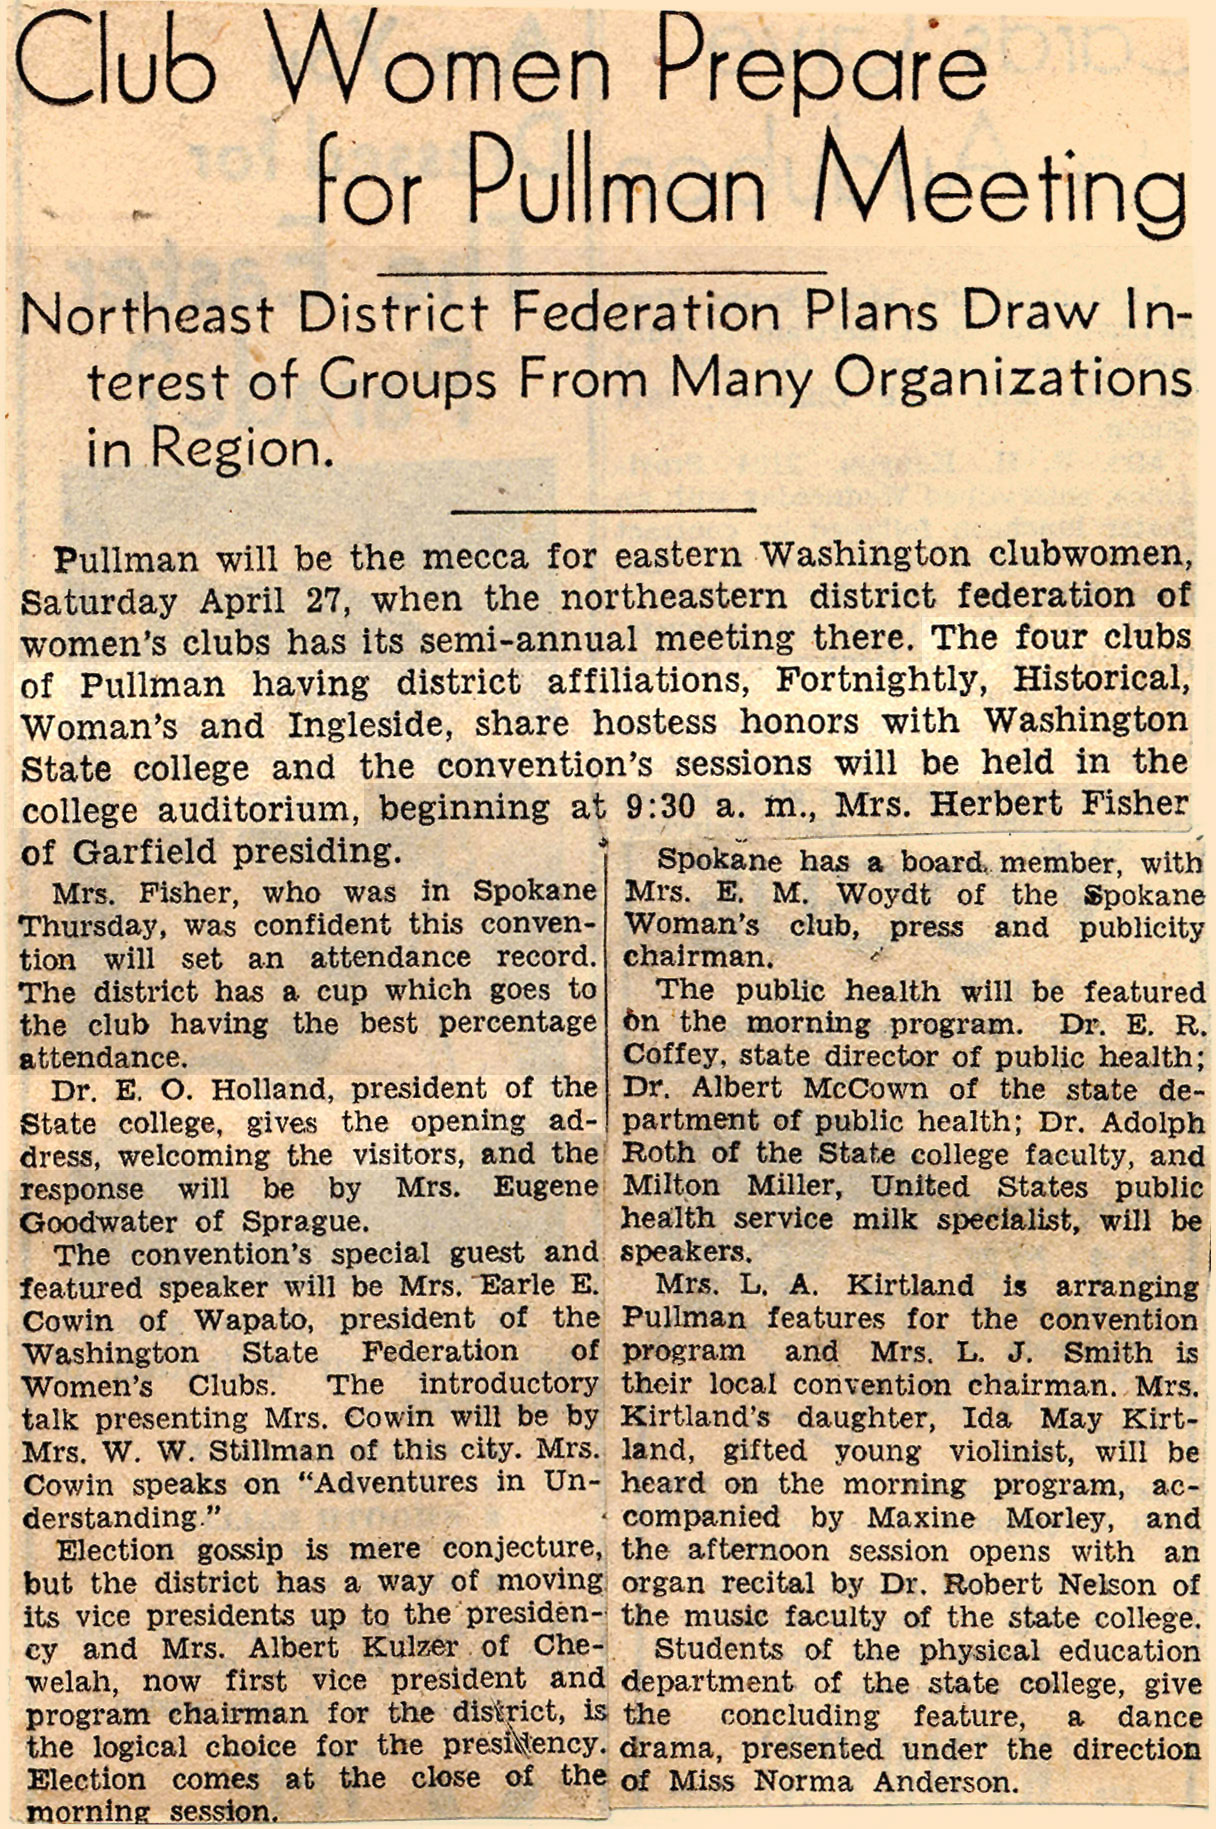 Club Women Prepare
for Pullman Meeting
Northeast District Federation Plans Draw In-
terest of Groups From Many Organizations
in Region.
Pullman will be the mecca for eastern Washington clubwomen,
Saturday April 27, when the northeastern district federation of
women's clubs has its semi-annual meeting there. The four clubs
of Pullman having district affiliations, Fortnightly, Historical,
Woman's and Ingleside, share hostess honors with Washington
State college and the convention's sessions will be held in the
college auditorium, beginning at 9:30 a. m., Mrs. Herbert Fisher
of Garfield presiding.
Mrs. Fisher, who was in Spokane
Thursday, was confident this conven-
tion will set an attendance record.
The district has a cup which goes to
the club having the best percentage
attendance.
Dr. E. O. Holland, president of the
State college, gives the opening ad-
dress, welcoming the visitors, and the
response will be by Mrs. Eugene
Goodwater of Sprague.
The convention's special guest and
featured speaker will be Mrs. Earle E.
Cowin of Wapato, president of the
Washington State Federation of
Women's Clubs. The introductory
talk presenting Mrs. Cowin will be by
Mrs. W. W. Stillman of this city. Mrs.
Cowin speaks on "Adventures in Un-
derstanding."
Election gossip is mere conjecture,
but the district has a way of moving
its vice presidents up to the presiden-
cy and Mrs. Albert Kulzer of Che-
welah, now first vice president and
program chairman for the district, is
the logical choice for the presidency.
Election comes at the close of the
morning session.
Spokane has a board member, with
Mrs. E. M. Woydt of the Spokane
Woman's club, press and publicity
chairman.
The public health will be featured
on the morning program. Dr. E. R.
Coffey, state director of public health;
Dr. Albert McCown of the state de-
partment of public health; Dr. Adolph
Roth of the State college faculty, and
Milton Miller, United States public
health service milk specialist, will be
speakers.
Mrs. L. A. Kirtland is arranging
Pullman features for the convention
program and Mrs. L. J. Smith is
their local convention chairman. Mrs.
Kirtland's daughter, Ida May Kirt-
land, gifted young violinist, will be
heard on the morning program, ac-
companied by Maxine Morley, and
the afternoon session opens with an
organ recital by Dr. Robert Nelson of
the music faculty of the state college.
Students of the physical education
department of the state college, give
the concluding feature, a dance
drama, presented under the direction
of Miss Norma Anderson.